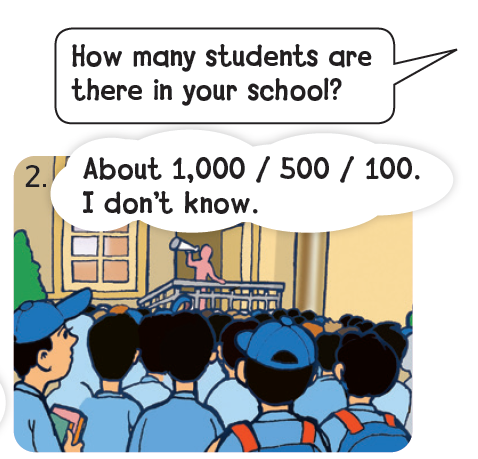 How many students are
there in your school?
2.
About 1,000 / 500 / 100.
I don't know.